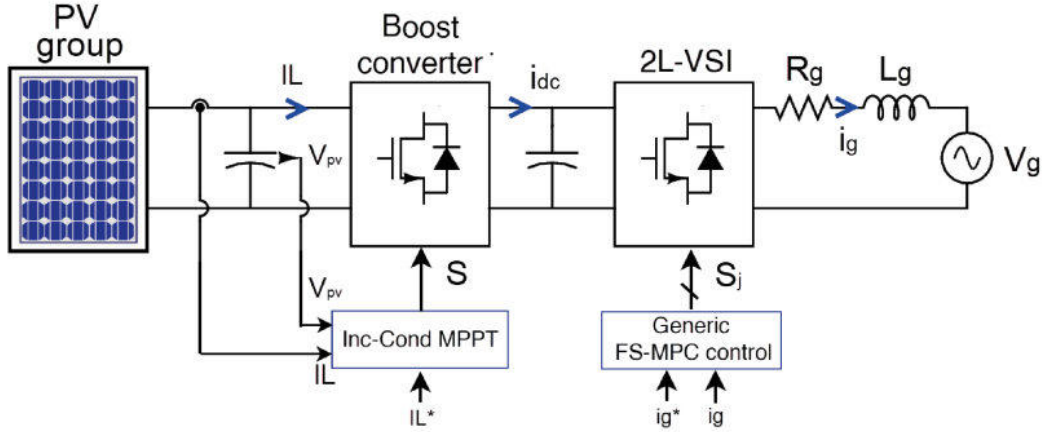 PV
group
IL
Boost
converter
idc
2L-VSI
Rg
Lg
ig
Vg
Vpv
S
Sj
Vpv
IL
Inc-Cond MPPT
Generic
FS-MPC control
IL*
ig*
ig